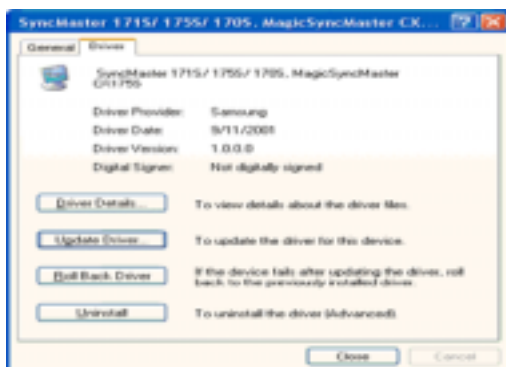 SyncMaster 171S/ 175S/ 170S, MagicSyncMaster CX...
General Driver
SyncMaster 171S/ 175S/ 170S, MagicSyncMaster
Driver Provider: Samsung
Driver Date: 9/11/2001
Driver Version: 1.0.0.0
Digital Signer: Not digitally signed
Driver Details... To view details about the driver files.
Update Driver... To update the driver for this device.
Roll Back Driver If the device fails after updating the driver, roll
back to the previously installed driver.
Uninstall To uninstall the driver (Advanced).
Close Cancel